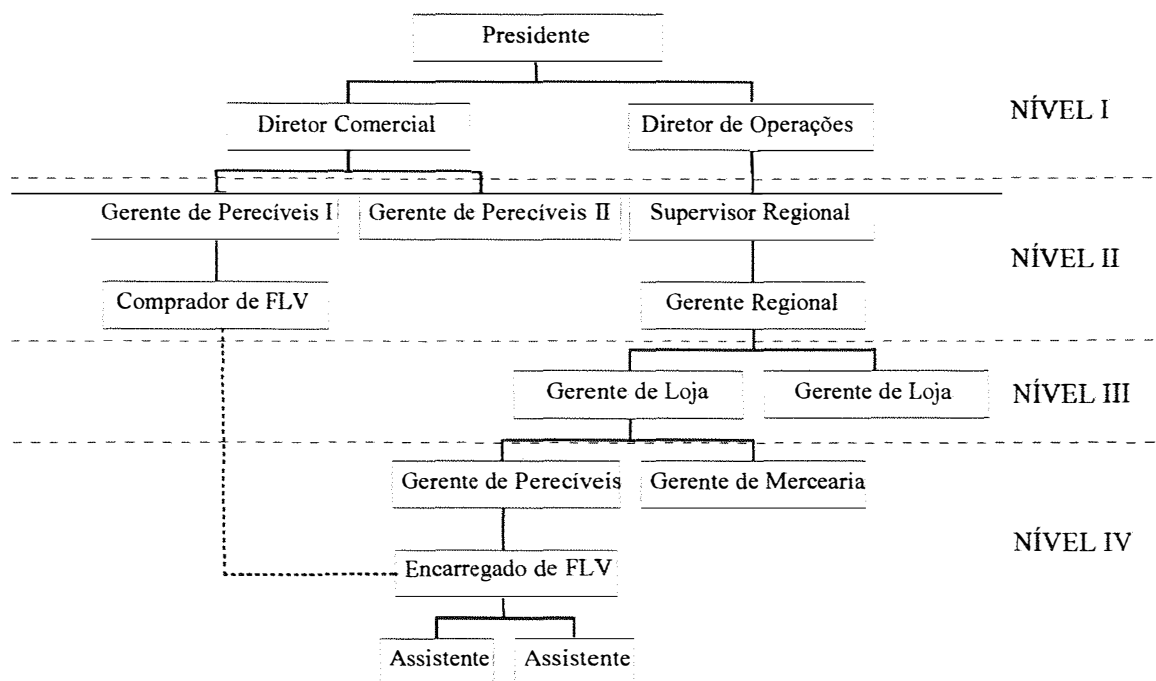 Presidente
Diretor Comercial
Diretor de Operações
NÍVEL I
Gerente de Perecíveis I
Gerente de Perecíveis II
Supervisor Regional
NÍVEL II
Comprador de FLV
Gerente Regional
Gerente de Loja
Gerente de Loja
NÍVEL III
Gerente de Perecíveis
Gerente de Mercearia
NÍVEL IV
Encarregado de FLV
Assistente
Assistente